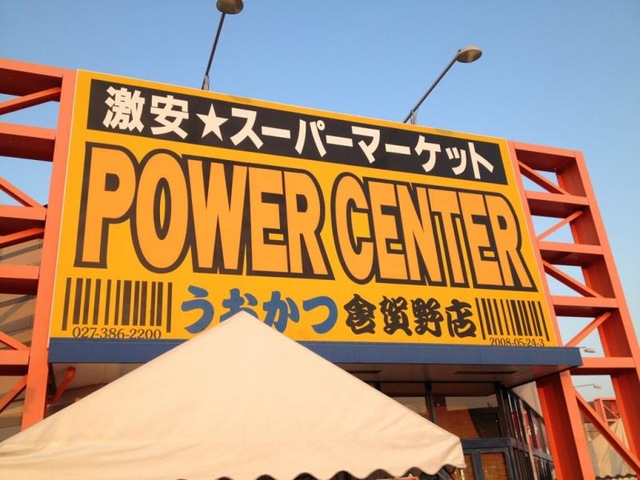 激安★スーパーマーケット
POWER CENTER
うおかつ 倉賀野店
027-386-2200
2008-05-24-3